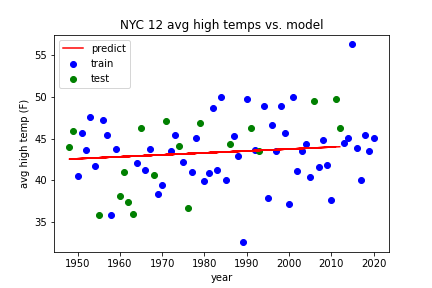 NYC 12 avg high temps vs. model
predict
train
test
55
50
45
40
35
avg high temp (F)
1950 1960 1970 1980 1990 2000 2010 2020
year